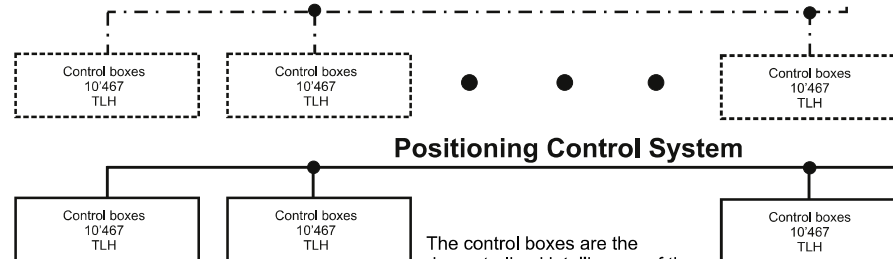 Control boxes
10'467
TLH
Control boxes
10'467
TLH
Control boxes
10'467
TLH
Positioning Control System
Control boxes
10'467
TLH
Control boxes
10'467
TLH
The control boxes are the
Control boxes
10'467
TLH